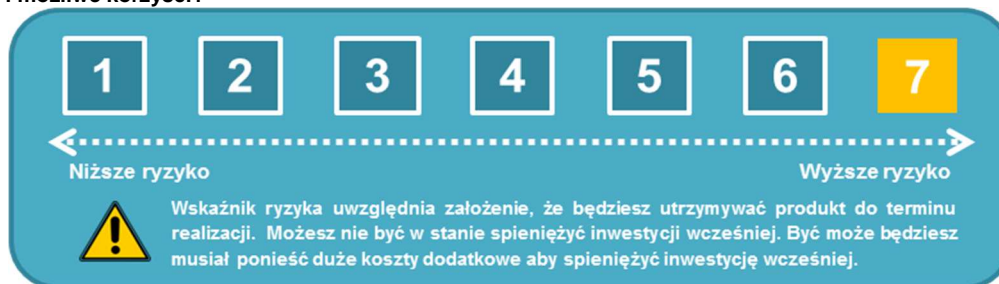 1 2 3 4 5 6 7
Niższe ryzyko Wyższe ryzyko
Wskaźnik ryzyka uwzględnia założenie, że będziesz utrzymywać produkt do terminu
realizacji. Możesz nie być w stanie spieniężyć inwestycji wcześniej. Być może będziesz
musiał ponieść duże koszty dodatkowe aby spieniężyć inwestycję wcześniej.